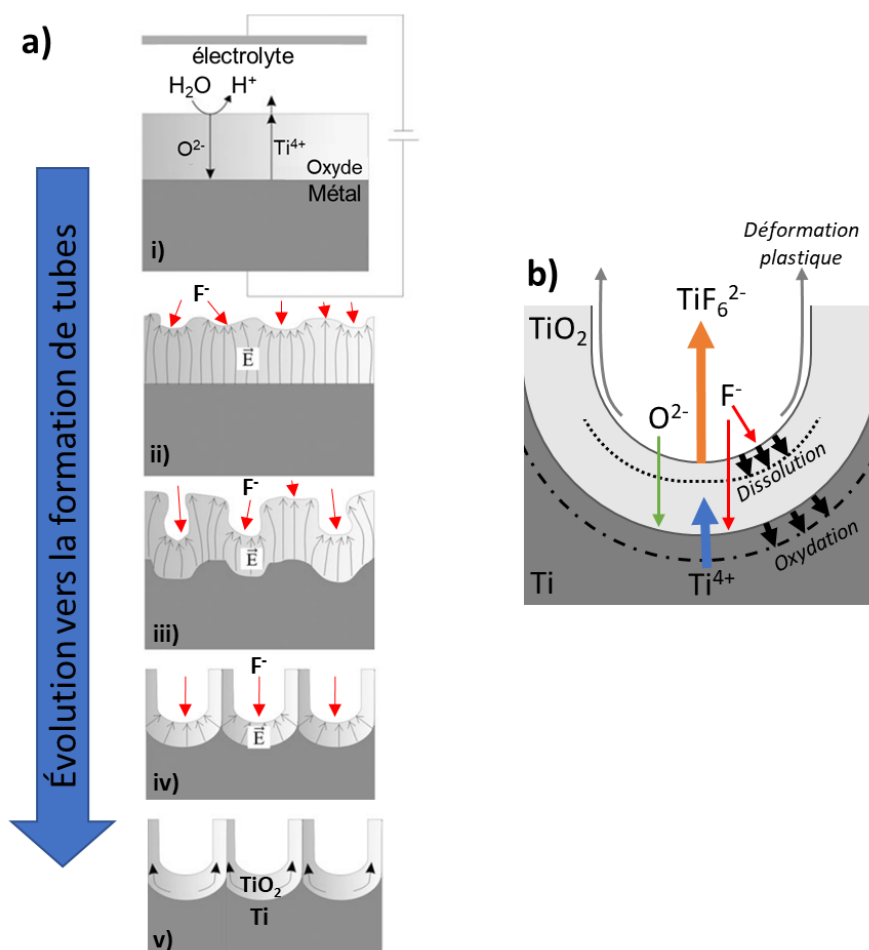 a)
électrolyte
H₂O H⁺
O²⁻ Ti⁴⁺
Oxyde
Métal
i)
Évolution vers la formation de tubes
F⁻
E
ii)
F⁻
E
iii)
F⁻
E
iv)
TiO₂
Ti
v)
b)
Déformation
plastique
TiF₆²⁻
TiO₂
F⁻
O²⁻
Dissolution
Oxydation
Ti⁴⁺
Ti